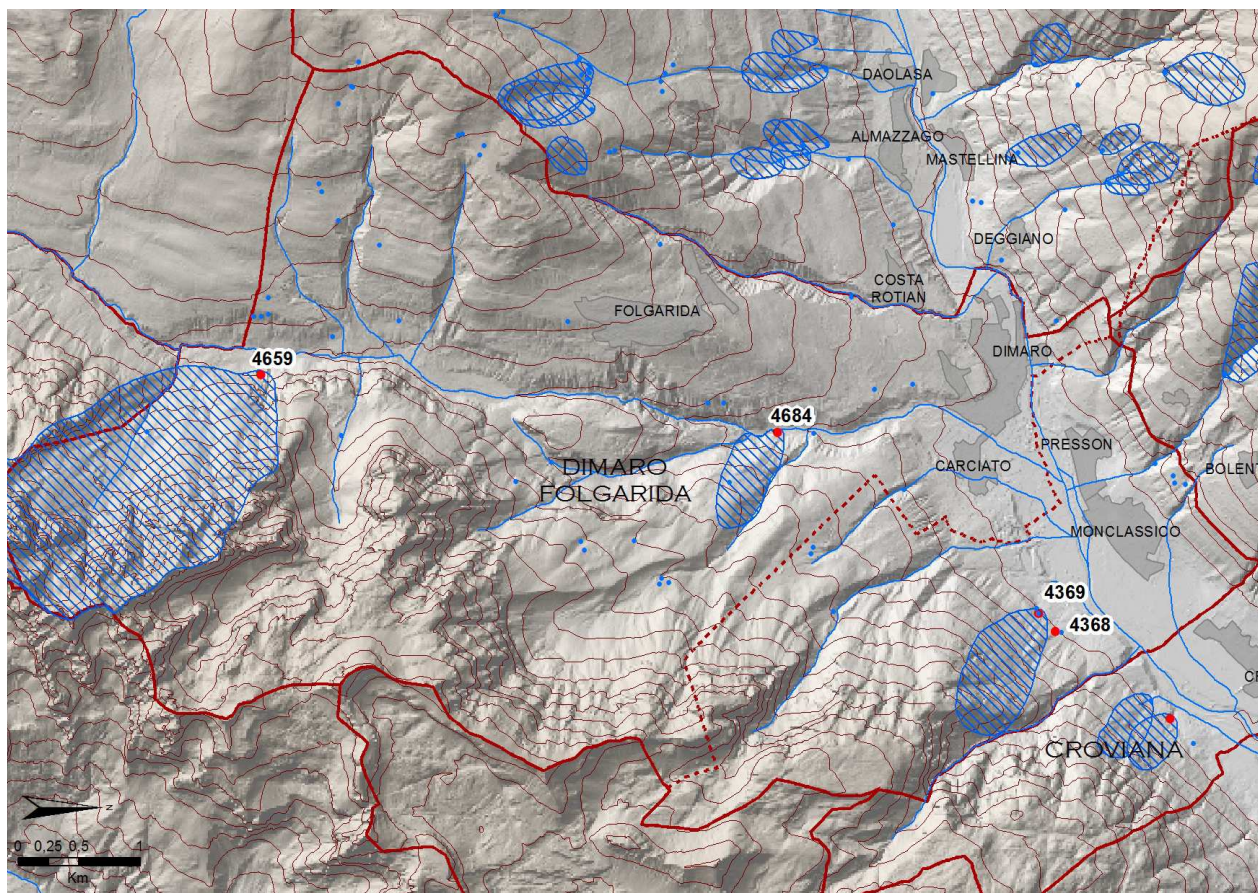 DAOLASA
ALMAZZAGO
MASTELLINA
DEGGIANO
COSTA
ROTIAN
FOLGARIDA
DIMARO
4659
4684
PRESSON
DIMARO
FOLGARIDA
CARCIATO
BOLENT
MONCLASSICO
4369
4368
CROVIANA
N
0 0,25 0,5 1
Km